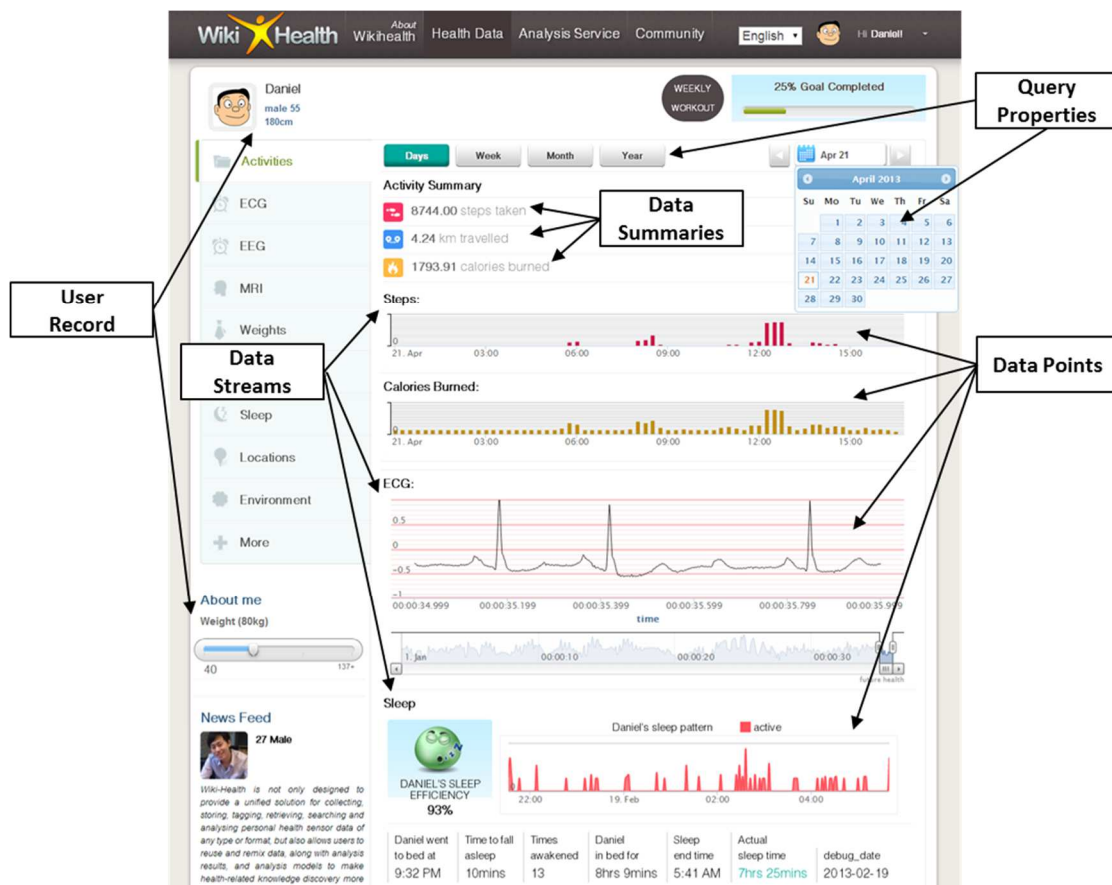 Wiki Health
About
Wikihealth
Health Data
Analysis Service
Community
English
Hi Daniel!
Daniel
male 55
180cm
WEEKLY
WORKOUT
25% Goal Completed
Query
Properties
Activities
ECG
EEG
MRI
Weights
Sleep
Locations
Environment
More
Days
Week
Month
Year
Apr 21
April 2013
Su Mo Tu We Th Fr Sa
1 2 3 4 5 6
7 8 9 10 11 12 13
14 15 16 17 18 19 20
21 22 23 24 25 26 27
28 29 30
Activity Summary
8744.00 steps taken
4.24 km travelled
1793.91 calories burned
Data
Summaries
User
Record
Data
Streams
Data Points
Steps:
0
21. Apr 03:00 06:00 09:00 12:00 15:00
Calories Burned:
0
21. Apr 03:00 06:00 09:00 12:00 15:00
ECG:
0.5
0
-0.5
-1
00:00:34.999 00:00:35.199 00:00:35.399 00:00:35.599 00:00:35.799 00:00:35.999
time
1. Jan 00:00:10 00:00:20 00:00:30
future health
About me
Weight (80kg)
40 137+
News Feed
27 Male
Wiki-Health is not only designed to
provide a unified solution for collecting,
storing, tagging, retrieving, searching and
analysing personal health sensor data of
any type or format, but also allows users to
reuse and remix data, along with analysis
results, and analysis models to make
health-related knowledge discovery more
Sleep
DANIEL'S SLEEP
EFFICIENCY
93%
Daniel's sleep pattern
active
0
22:00 19. Feb 02:00 04:00
Daniel went
to bed at
9:32 PM
Time to fall
asleep
10mins
Times
awakened
13
Daniel
in bed for
8hrs 9mins
Sleep
end time
5:41 AM
Actual
sleep time
7hrs 25mins
debug_date
2013-02-19